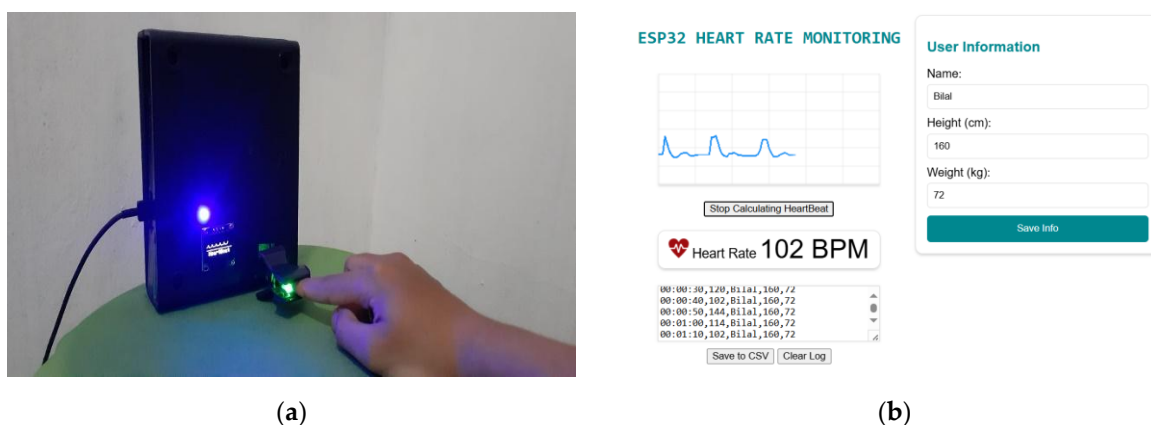 ESP32 HEART RATE MONITORING
Stop Calculating HeartBeat
Heart Rate 102 BPM
00:00:30,120,Bilal,160,72
00:00:40,102,Bilal,160,72
00:00:50,144,Bilal,160,72
00:01:00,114,Bilal,160,72
00:01:10,102,Bilal,160,72
Save to CSV Clear Log
User Information
Name:
Bilal
Height (cm):
160
Weight (kg):
72
Save Info
(a)
(b)